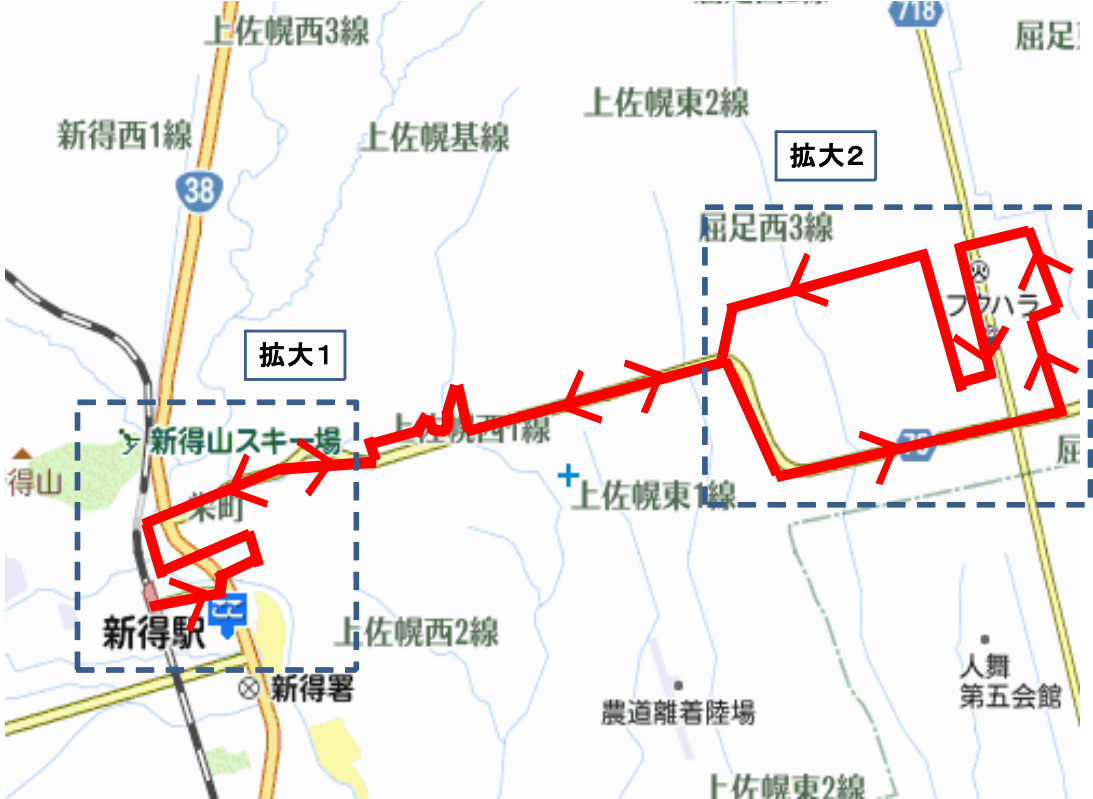 718
上佐幌西3線
屈足
上佐幌東2線
新得西1線
上佐幌基線
拡大2
38
屈足西3線
フクハラ
拡大1
上佐幌西1線
新得山スキー場
得山
屈
上佐幌東1線
栄町
新得駅
上佐幌西2線
人舞
第五会館
新得署
農道離着陸場
上佐幌東2線